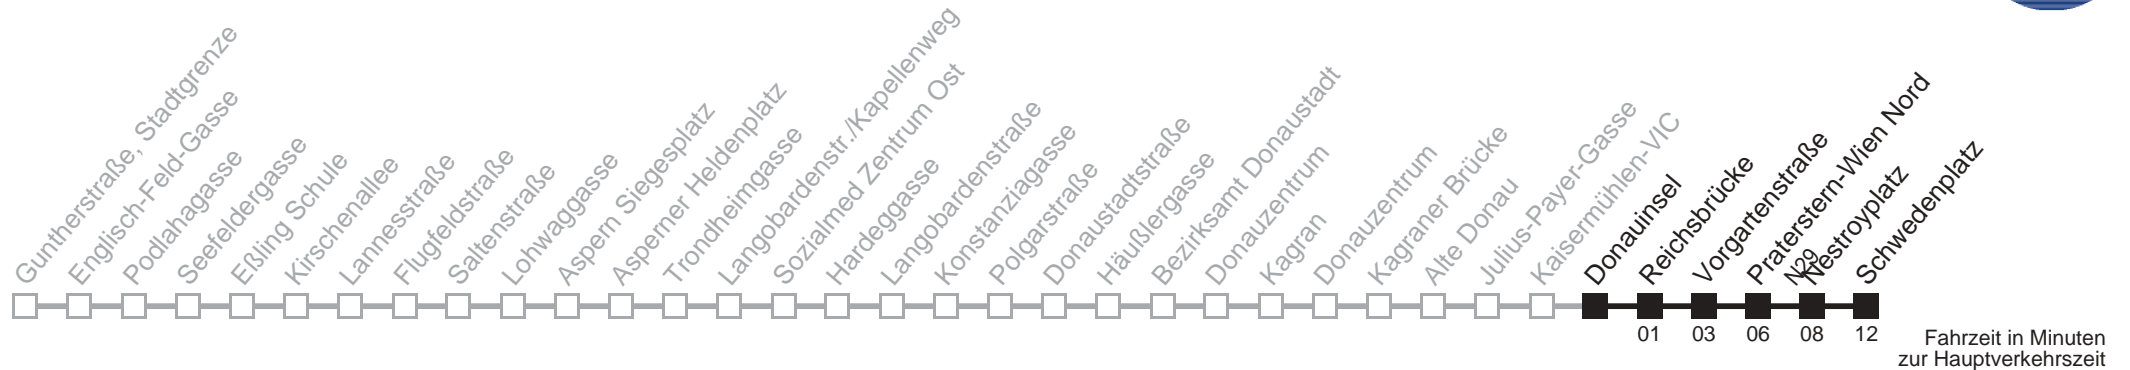 Guntherstraße, Stadtgrenze
Englisch-Feld-Gasse
Podlahagasse
Seefeldergasse
Eßling Schule
Kirschenallee
Lannesstraße
Flugfeldstraße
Saltenstraße
Lohwaggasse
Aspern Siegesplatz
Asperner Heldenplatz
Trondheimgasse
Langobardenstr./Kapellenweg
Sozialmed Zentrum Ost
Hardeggasse
Langobardenstraße
Konstanziagasse
Polgarstraße
Donaustadtstraße
Häußlergasse
Bezirksamt Donaustadt
Donauzentrum
Kagran
Donauzentrum
Kagraner Brücke
Alte Donau
Julius-Payer-Gasse
Kaisermühlen-VIC
Donauinsel
Reichsbrücke
Vorgartenstraße
Praterstern-Wien Nord
N29
Nestroyplatz
Schwedenplatz
01 03 06 08 12
Fahrzeit in Minuten
zur Hauptverkehrszeit